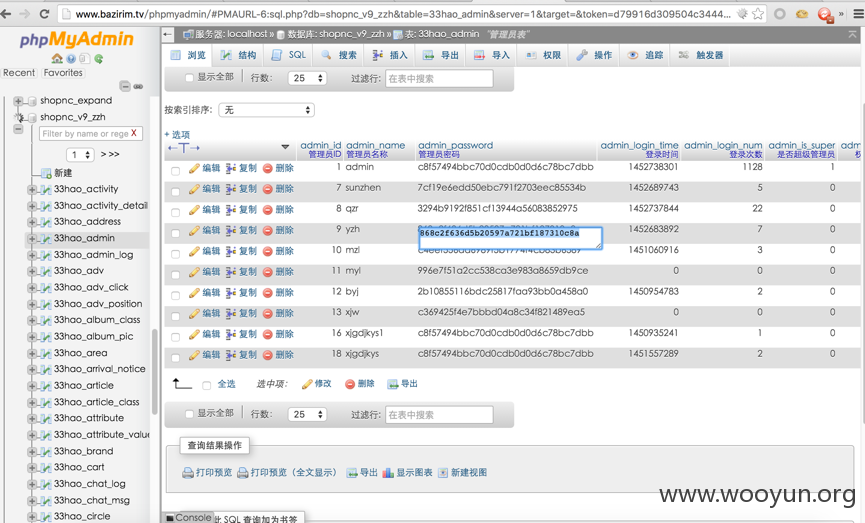 www.bazirim.tv/phpmyadmin/#PMAURL-6:sql.php?db=shopnc_v9_zzh&table=33hao_admin&server=1&target=&token=d79916d309504c3444...
phpMyAdmin
Recent Favorites
shopnc_expand
shopnc_v9_zzh
Filter by name or rege X
1 > >>
新建
33hao_activity
33hao_activity_detail
33hao_address
33hao_admin
33hao_admin_log
33hao_adv
33hao_adv_click
33hao_adv_position
33hao_album_class
33hao_album_pic
33hao_area
33hao_arrival_notice
33hao_article
33hao_article_class
33hao_attribute
33hao_attribute_value
33hao_brand
33hao_cart
33hao_chat_log
33hao_chat_msg
33hao_circle
服务器: localhost » 数据库: shopnc_v9_zzh » 表: 33hao_admin "管理员表"
浏览 结构 SQL 搜索 插入 导出 导入 权限 操作 追踪 触发器
显示全部 行数: 25 过滤行: 在表中搜索
按索引排序: 无
+ 选项
←T→ admin_id admin_name admin_password admin_login_time admin_login_num admin_is_super admin_
管理员ID 管理员名称 管理员密码 登录时间 登录次数 是否超级管理员
编辑 复制 删除 1 admin c8f57494bbc70d0cdb0d0d6c78bc7dbb 1452738301 1128 1
编辑 复制 删除 7 sunzhen 7cf19e6edd50ebc791f2703eec85534b 1452689743 5 0
编辑 复制 删除 8 qzr 3294b9192f851cf13944a56083852975 1452737844 22 0
编辑 复制 删除 9 yzh 868c2f636d5b20597a721bf187310c8a 1452683892 7 0
编辑 复制 删除 10 mzl 1451060916 3 0
编辑 复制 删除 11 myl 996e7f51a2cc538ca3e983a8659db9ce 0 0 0
编辑 复制 删除 12 byj 2b10855116bdc25817faa93bb0a458a0 1450954783 2 0
编辑 复制 删除 13 xjw c369425f4e7bbbd04a8c34f821489ea5 0 0 0
编辑 复制 删除 16 xjgdjkys1 c8f57494bbc70d0cdb0d0d6c78bc7dbb 1450935241 1 0
编辑 复制 删除 18 xjgdjkys c8f57494bbc70d0cdb0d0d6c78bc7dbb 1451557289 2 0
全选 选中项: 修改 删除 导出
显示全部 行数: 25 过滤行: 在表中搜索
查询结果操作
打印预览 打印预览（全文显示） 导出 显示图表 新建视图
Console 此 SQL 查询加为书签
www.wooyun.org